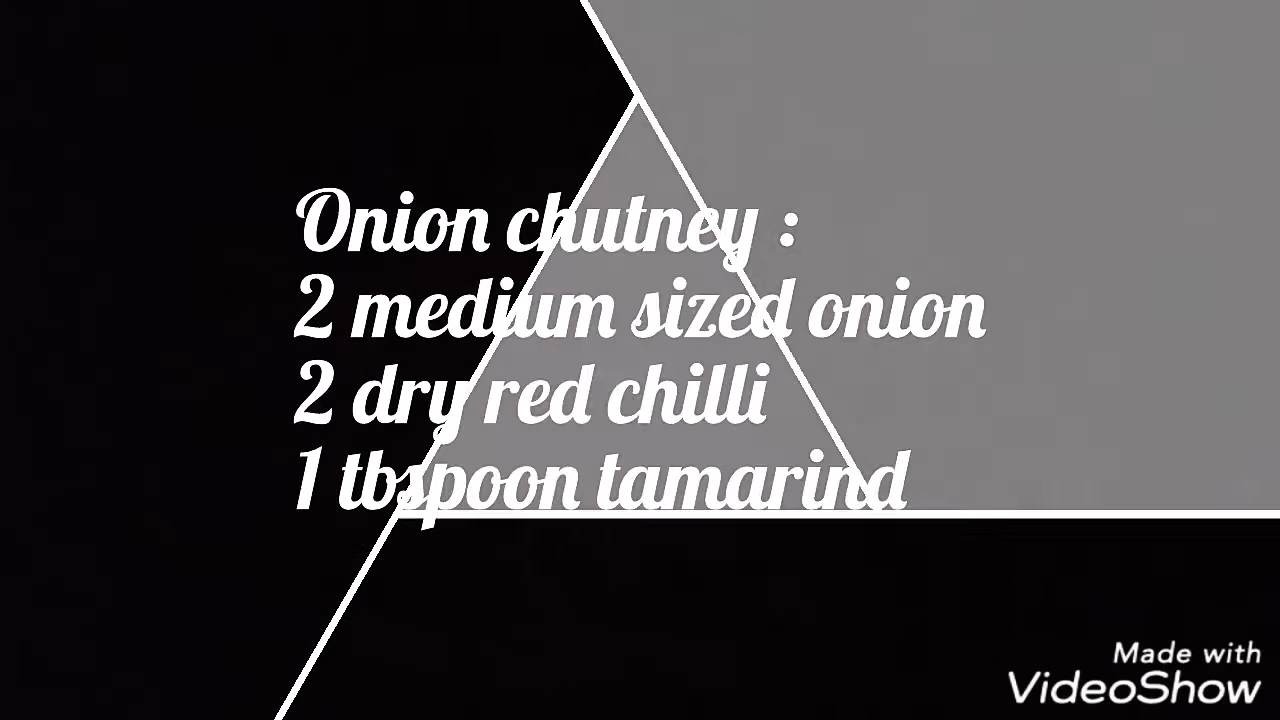 Onion chutney :
2 medium sized onion
2 dry red chilli
1 tbspoon tamarind
Made with
VideoShow